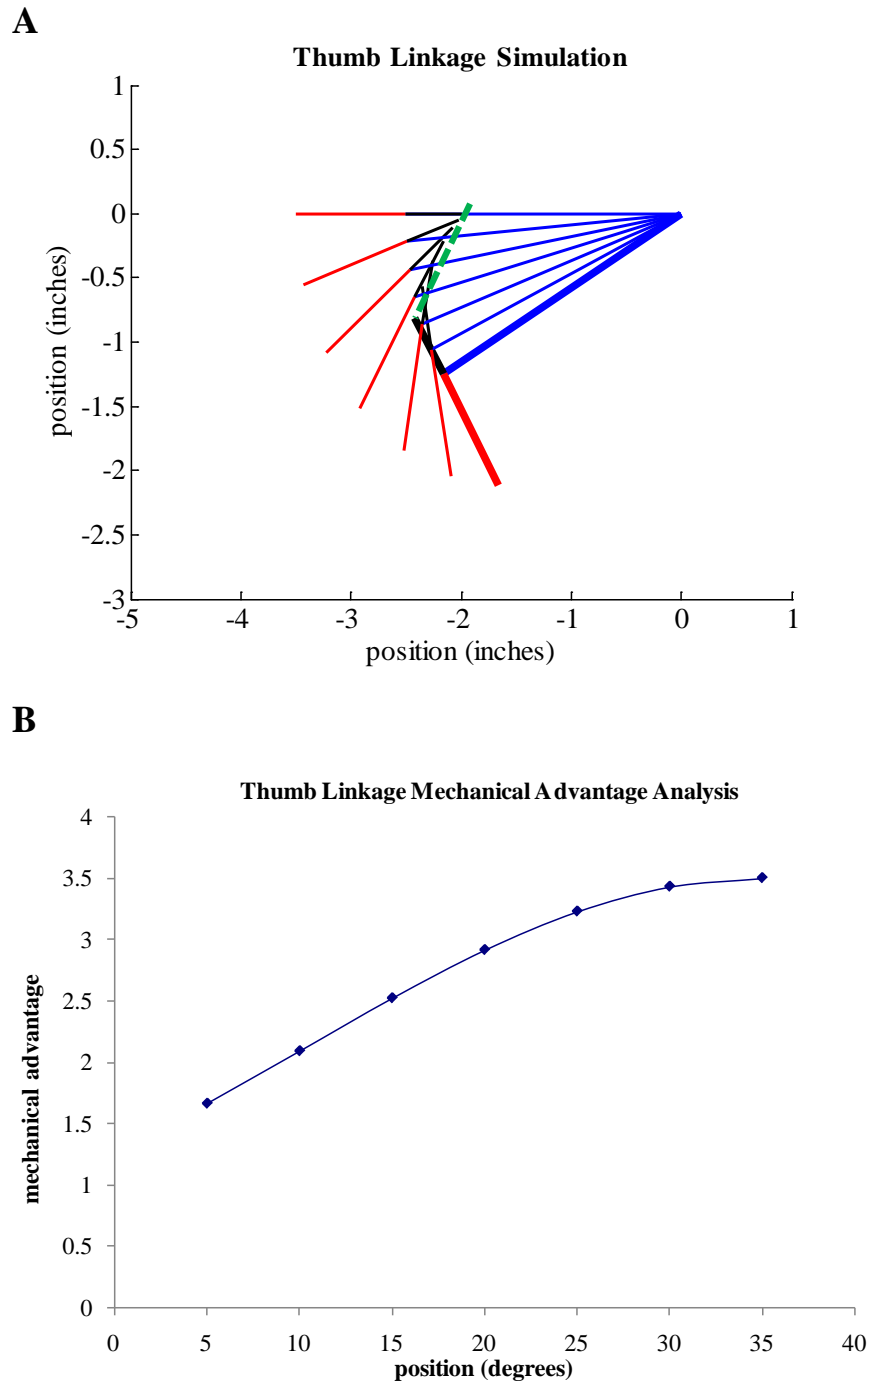 A
Thumb Linkage Simulation
1
0.5
0
-0.5
-1
-1.5
-2
-2.5
-3
position (inches)
-5 -4 -3 -2 -1 0 1
position (inches)
B
Thumb Linkage Mechanical Advantage Analysis
4
3.5
3
2.5
2
1.5
1
0.5
0
mechanical advantage
0 5 10 15 20 25 30 35 40
position (degrees)